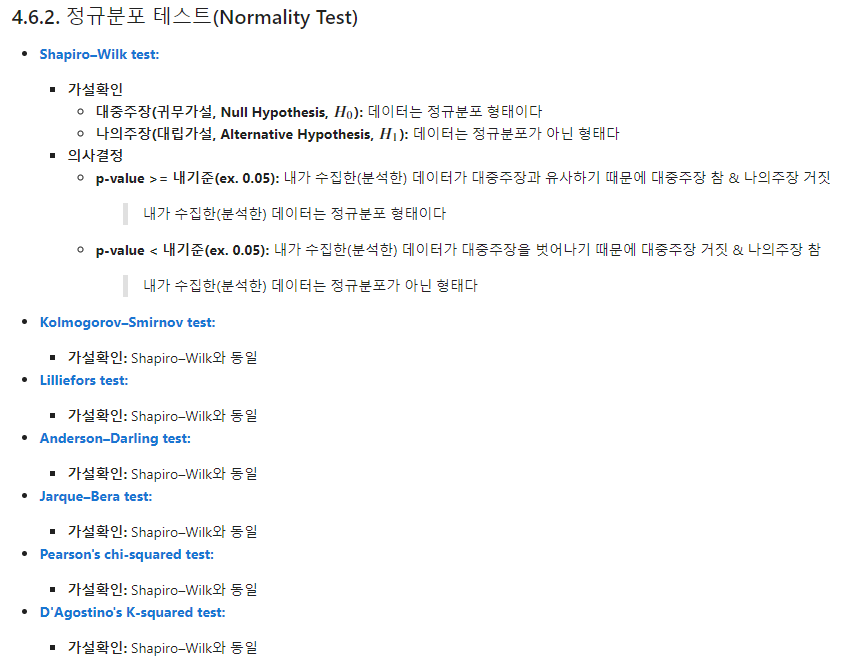 4.6.2. 정규분포 테스트(Normality Test)
Shapiro–Wilk test:
가설확인
대중주장(귀무가설, Null Hypothesis, H0): 데이터는 정규분포 형태이다
나의주장(대립가설, Alternative Hypothesis, H1): 데이터는 정규분포가 아닌 형태다
의사결정
p-value >= 내기준(ex. 0.05): 내가 수집한(분석한) 데이터가 대중주장과 유사하기 때문에 대중주장 참 & 나의주장 거짓
내가 수집한(분석한) 데이터는 정규분포 형태이다
p-value < 내기준(ex. 0.05): 내가 수집한(분석한) 데이터가 대중주장을 벗어나기 때문에 대중주장 거짓 & 나의주장 참
내가 수집한(분석한) 데이터는 정규분포가 아닌 형태다
Kolmogorov–Smirnov test:
가설확인: Shapiro–Wilk와 동일
Lilliefors test:
가설확인: Shapiro–Wilk와 동일
Anderson–Darling test:
가설확인: Shapiro–Wilk와 동일
Jarque–Bera test:
가설확인: Shapiro–Wilk와 동일
Pearson's chi-squared test:
가설확인: Shapiro–Wilk와 동일
D'Agostino's K-squared test:
가설확인: Shapiro–Wilk와 동일